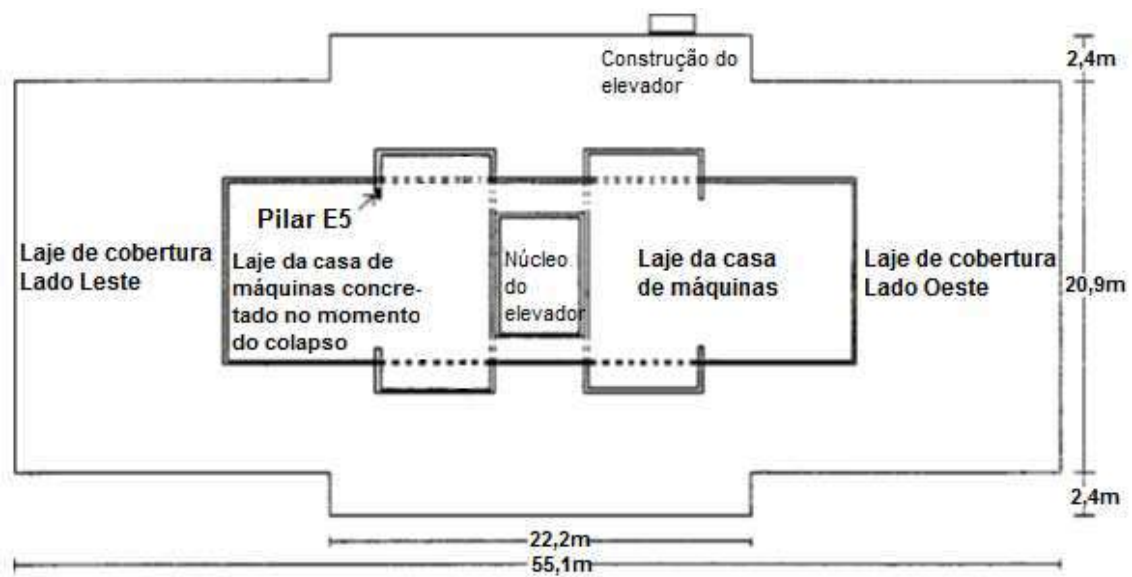 Construção do
elevador
2,4m
Pilar E5
Laje de cobertura
Lado Leste
Laje da casa de
máquinas concre-
tado no momento
do colapso
Núcleo
do
elevador
Laje da casa
de máquinas
Laje de cobertura
Lado Oeste
20,9m
2,4m
22,2m
55,1m